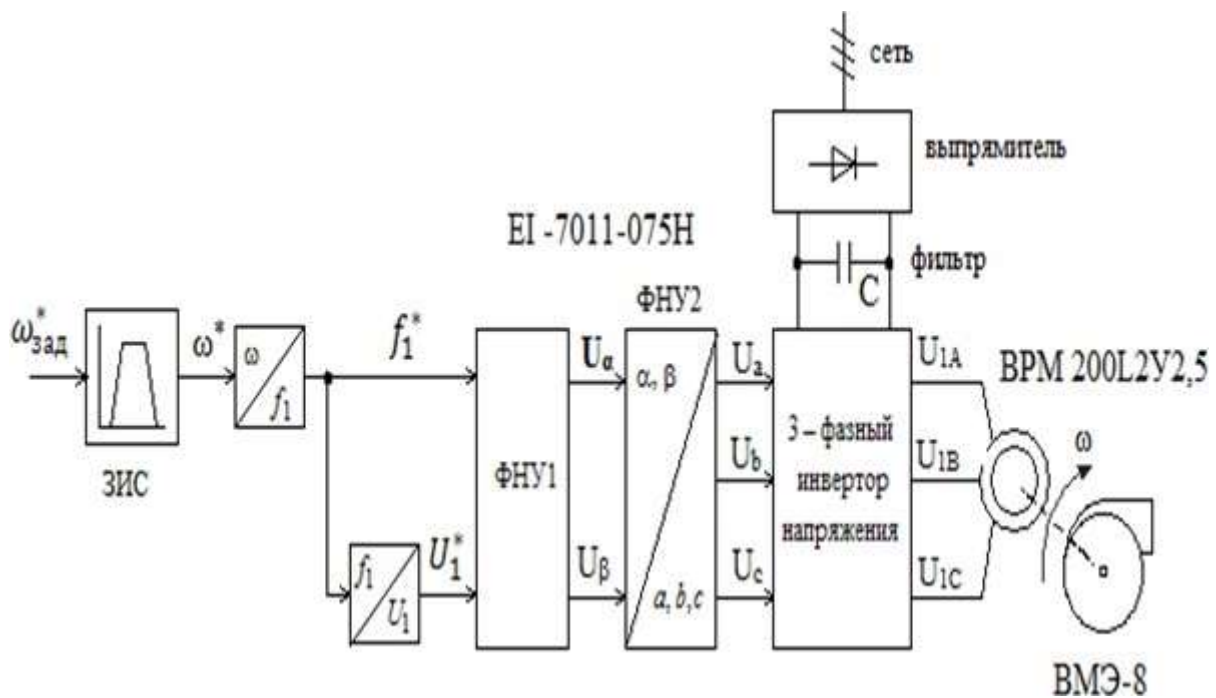 сеть
выпрямитель
EI -7011-075H
фильтр
C
ФНУ2
ω*зад
ω*
ω
f1
f1*
ЗИС
f1
U1
U1*
ФНУ1
Uα
Uβ
α, β
a, b, c
Ua
Ub
Uc
3 – фазный
инвертор
напряжения
U1A
U1B
U1C
ВРМ 200L2У2,5
ω
ВМЭ-8